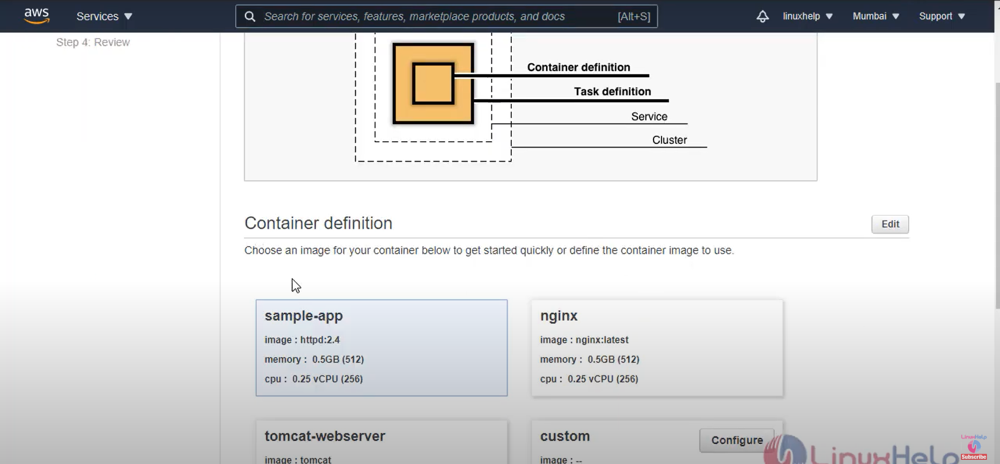 aws
Services
Search for services, features, marketplace products, and docs
[Alt+S]
linuxhelp
Mumbai
Support
Step 4: Review
Container definition
Task definition
Service
Cluster
Container definition
Edit
Choose an image for your container below to get started quickly or define the container image to use.
sample-app
image : httpd:2.4
memory : 0.5GB (512)
cpu : 0.25 vCPU (256)
nginx
image : nginx:latest
memory : 0.5GB (512)
cpu : 0.25 vCPU (256)
tomcat-webserver
image : tomcat
custom
Configure
image : --
LinuxHelp
LinuxHelp
Subscribe